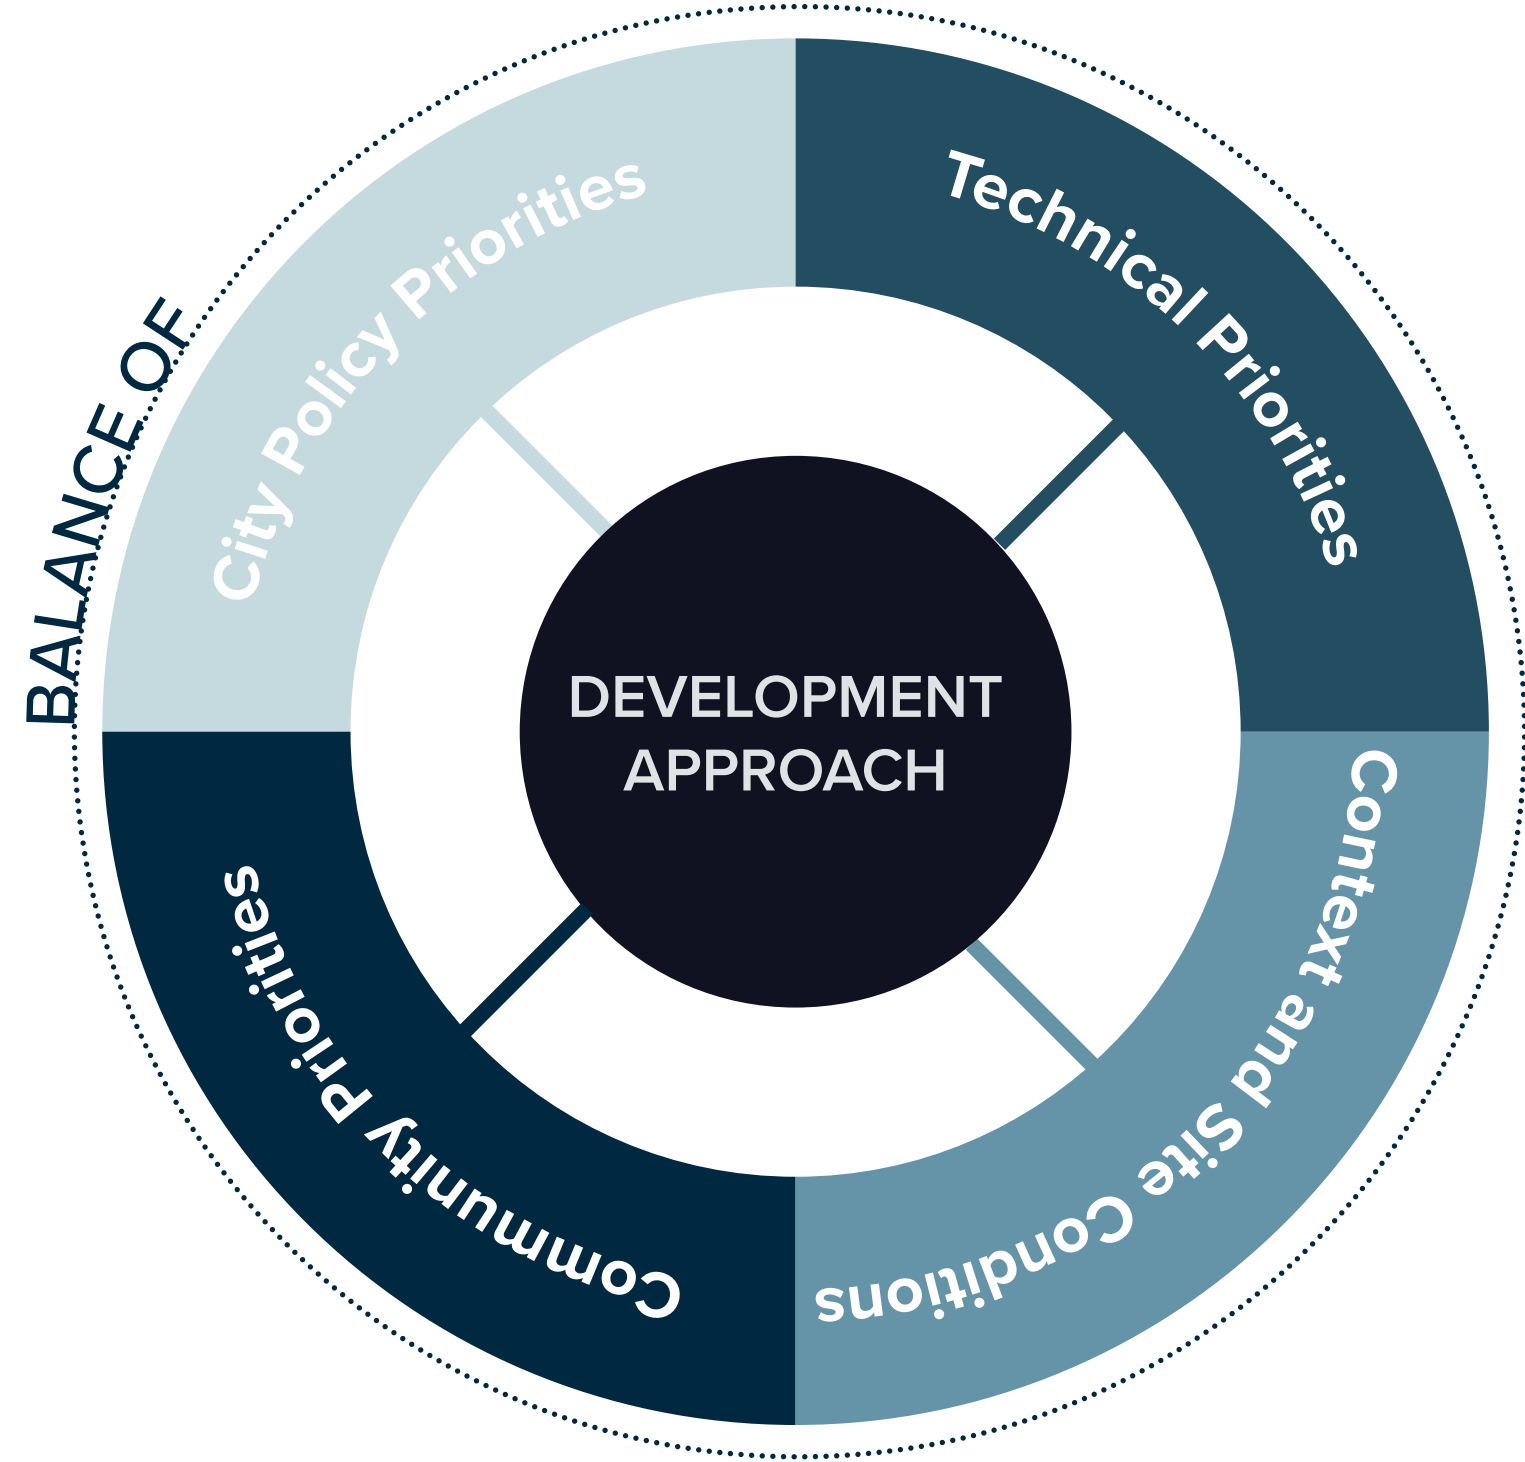 BALANCE OF
City Policy Priorities
Technical Priorities
Context and Site Conditions
Community Priorities
DEVELOPMENT
APPROACH